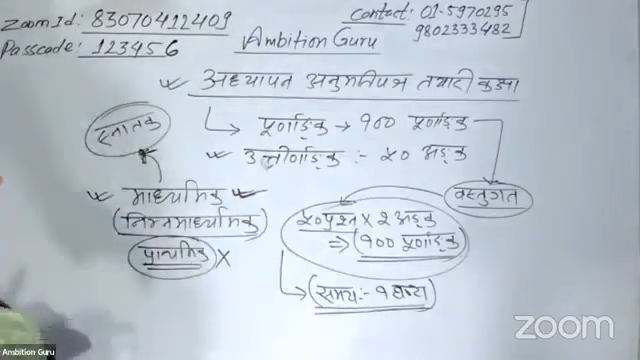 Zoom Id: 83070412409
Contact: 01-5970295
Passcode: 123456
9802333482
Ambition Guru
अध्यापन अनुमतिपत्र तयारी कक्षा
स्नातक
पूर्णाङ्क → १०० पूर्णाङ्क
उत्तीर्णाङ्क :- ५० अङ्क
माध्यमिक
वस्तुगत
(निम्नमाध्यमिक)
५० प्रश्न x २ अङ्क
प्राथमिक X
⇒ (१०० पूर्णाङ्क)
(समय:- १ घण्टा)
zoom
Ambition Guru